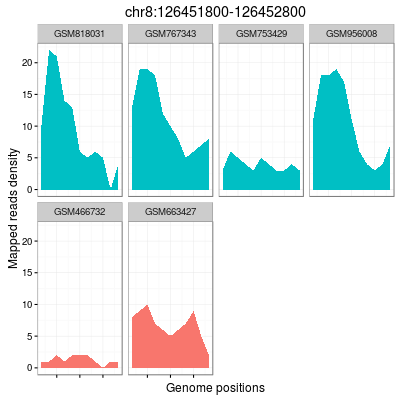 chr8:126451800-126452800
GSM818031 GSM767343 GSM753429 GSM956008
20
15
10
5
0
GSM466732 GSM663427
20
15
10
5
0
Mapped reads density
Genome positions